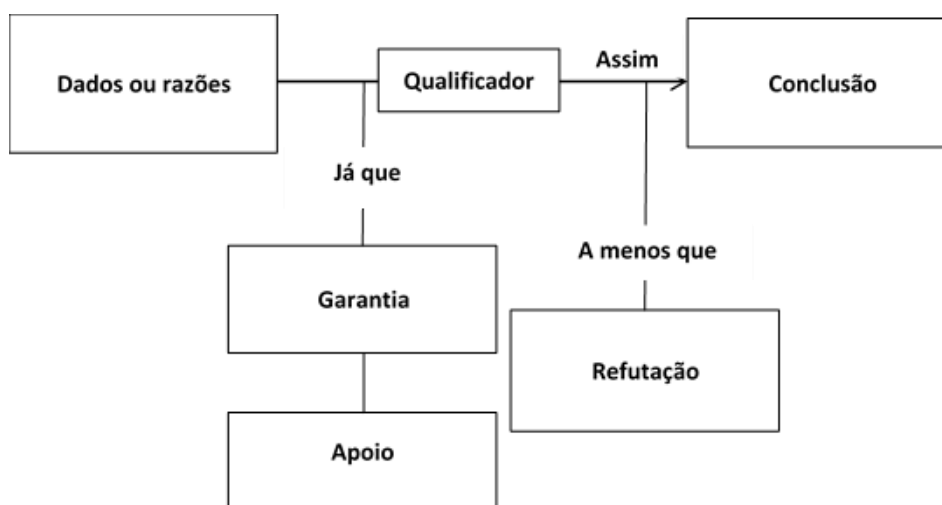 Dados ou razões
Qualificador
Assim
Conclusão
Já que
A menos que
Garantia
Refutação
Apoio